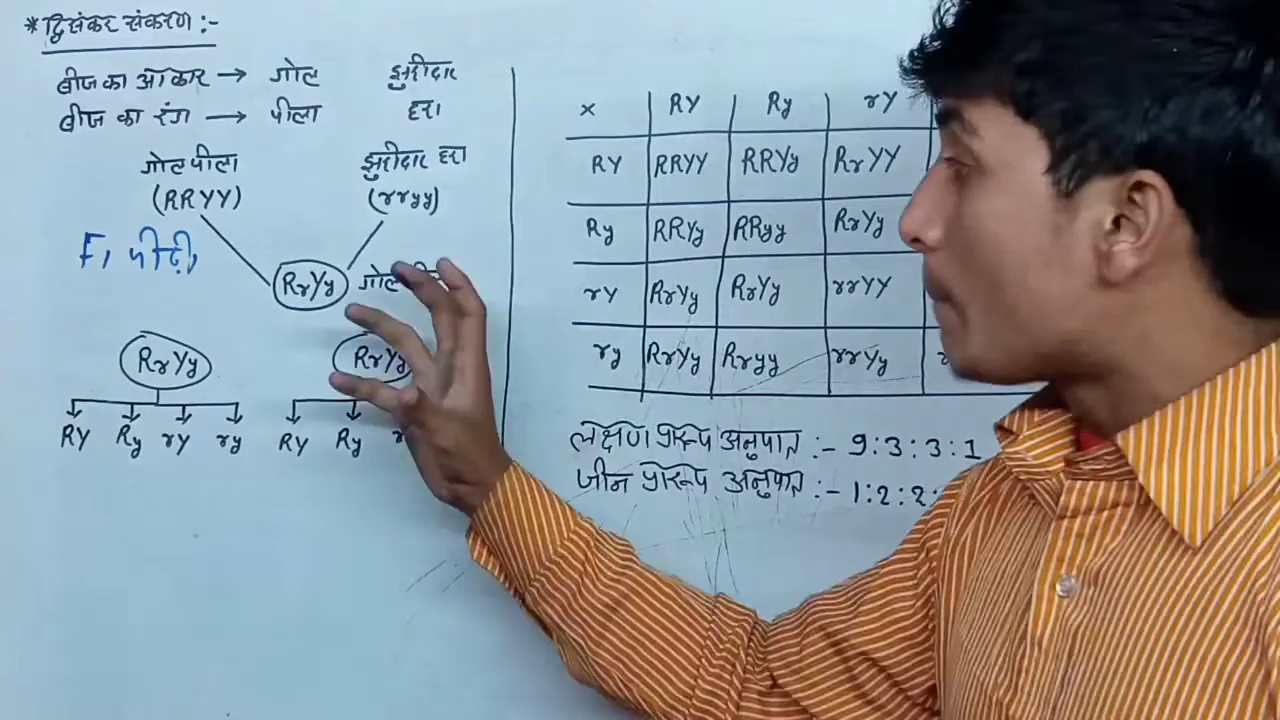 * द्विसंकर संकरण :-
बीज का आकार → गोल झुर्रीदार
बीज का रंग → पीला हरा
गोल पीला झुर्रीदार हरा
(RRYY) (rryy)
F1 पीढ़ी
RrYy गोल
RrYy RrYy
RY Ry rY ry RY Ry
x RY Ry rY
RY RRYY RRYy RrYY
Ry RRYy RRyy RrYy
rY RrYy RrYy rrYY
ry RrYy Rryy rrYy
लक्षण प्ररूप अनुपात :- 9:3:3:1
जीन प्ररूप अनुपात :- 1:2:2: